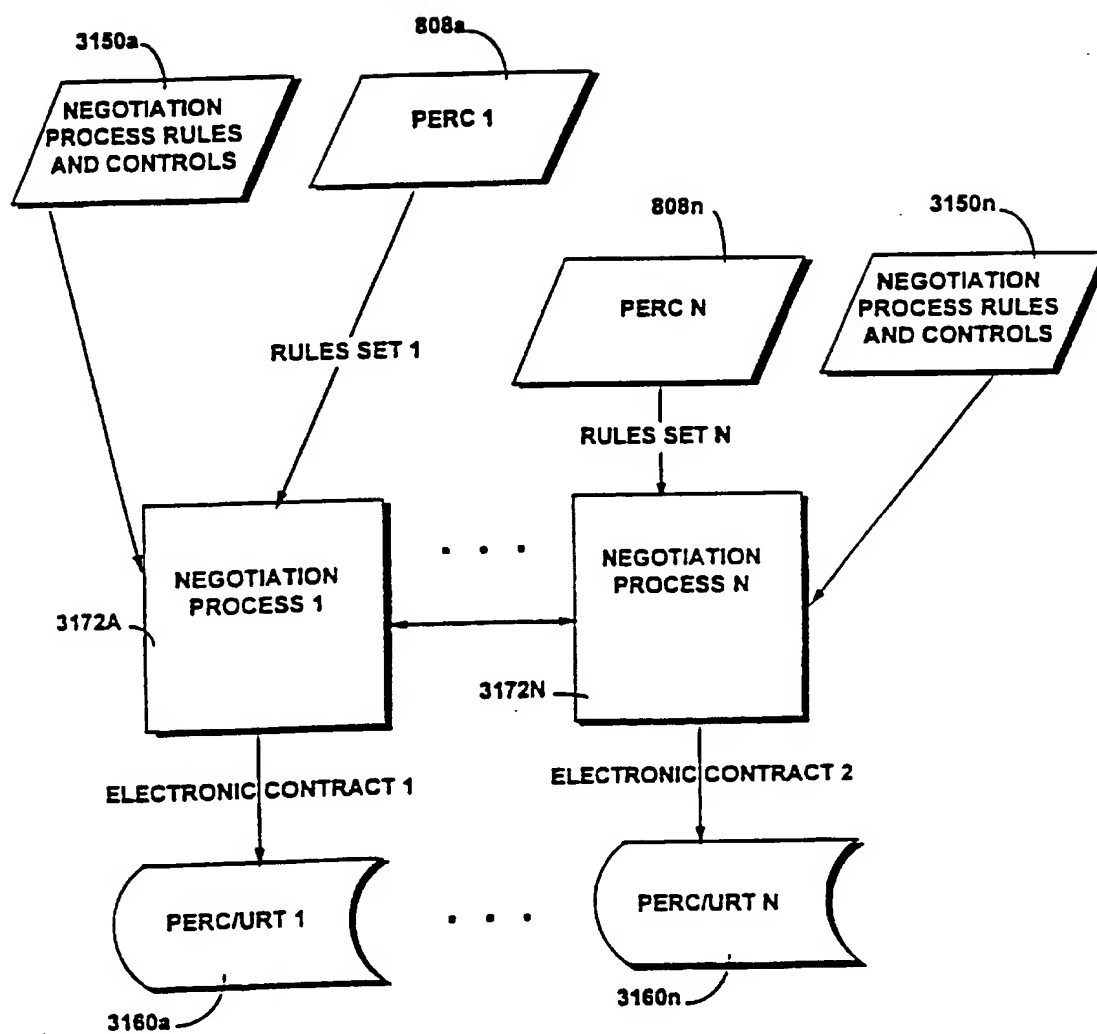 3150a
808a
NEGOTIATION
PROCESS RULES
AND CONTROLS
PERC 1
808n
3150n
PERC N
NEGOTIATION
PROCESS RULES
AND CONTROLS
RULES SET 1
RULES SET N
NEGOTIATION
PROCESS 1
. . .
NEGOTIATION
PROCESS N
3172A
3172N
ELECTRONIC CONTRACT 1
ELECTRONIC CONTRACT 2
PERC/URT 1
. . .
PERC/URT N
3160a
3160n